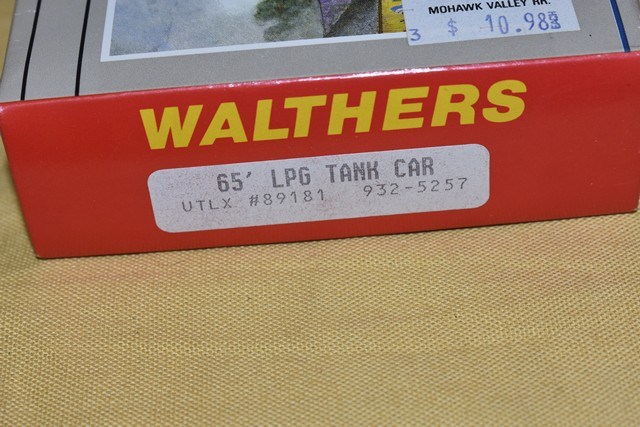 MOHAWK VALLEY RR.
3 $ 10.98
WALTHERS
65' LPG TANK CAR
UTLX #89181 932-5257